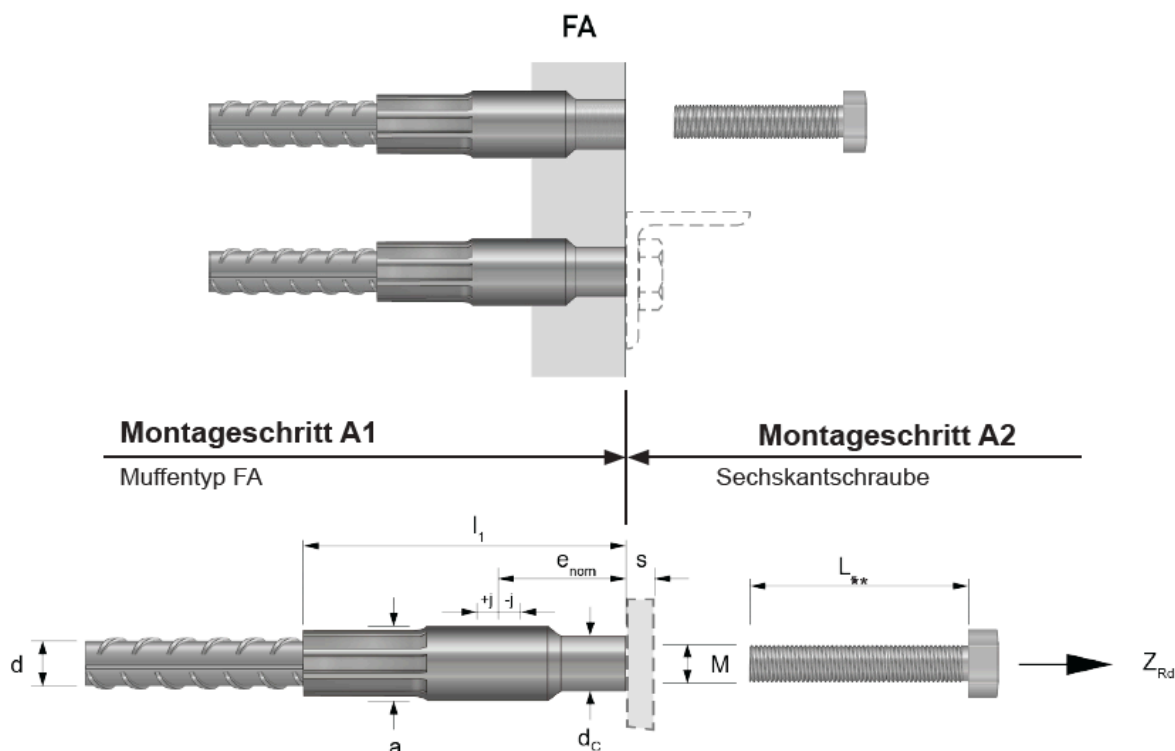 FA
Montageschritt A1
Montageschritt A2
Muffentyp FA
Sechskantschraube
l1
enom
s
L**
+j
-j
d
M
ZRd
a
dC